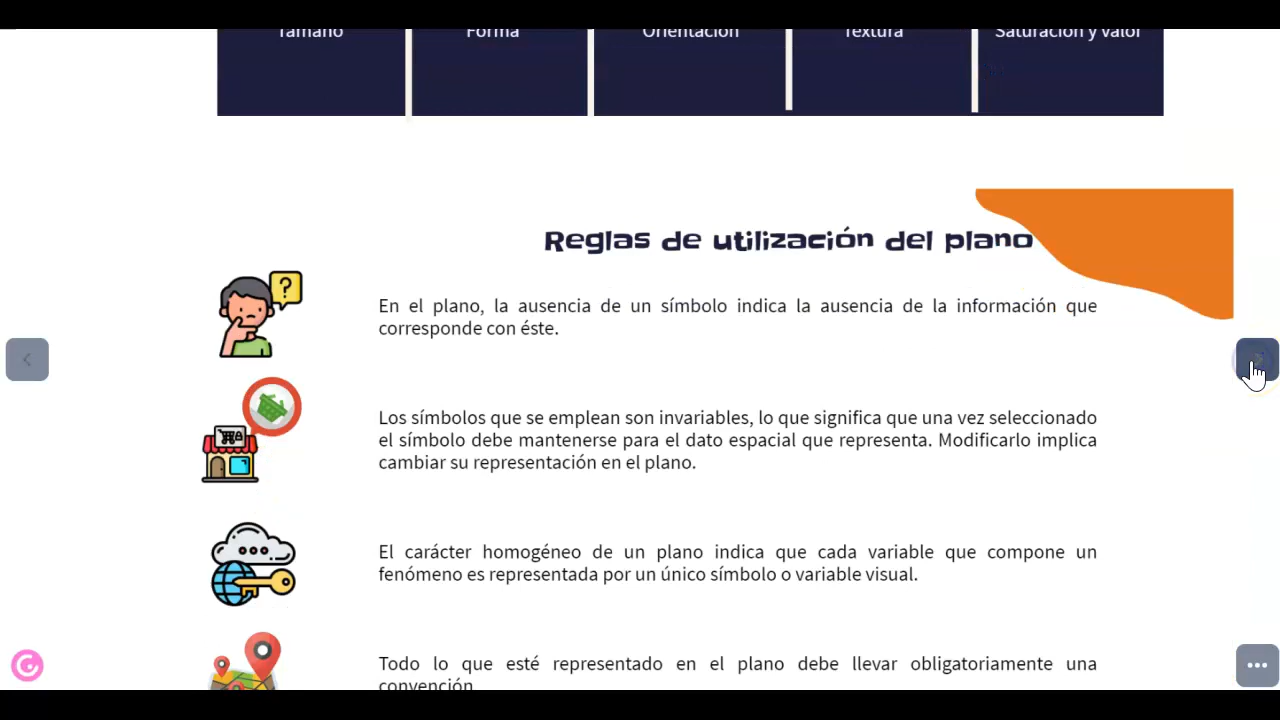 Tamaño Forma Orientación Textura Saturación y valor
Reglas de utilización del plano
En el plano, la ausencia de un símbolo indica la ausencia de la información que
corresponde con éste.
Los símbolos que se emplean son invariables, lo que significa que una vez seleccionado
el símbolo debe mantenerse para el dato espacial que representa. Modificarlo implica
cambiar su representación en el plano.
El carácter homogéneo de un plano indica que cada variable que compone un
fenómeno es representada por un único símbolo o variable visual.
Todo lo que esté representado en el plano debe llevar obligatoriamente una
convención